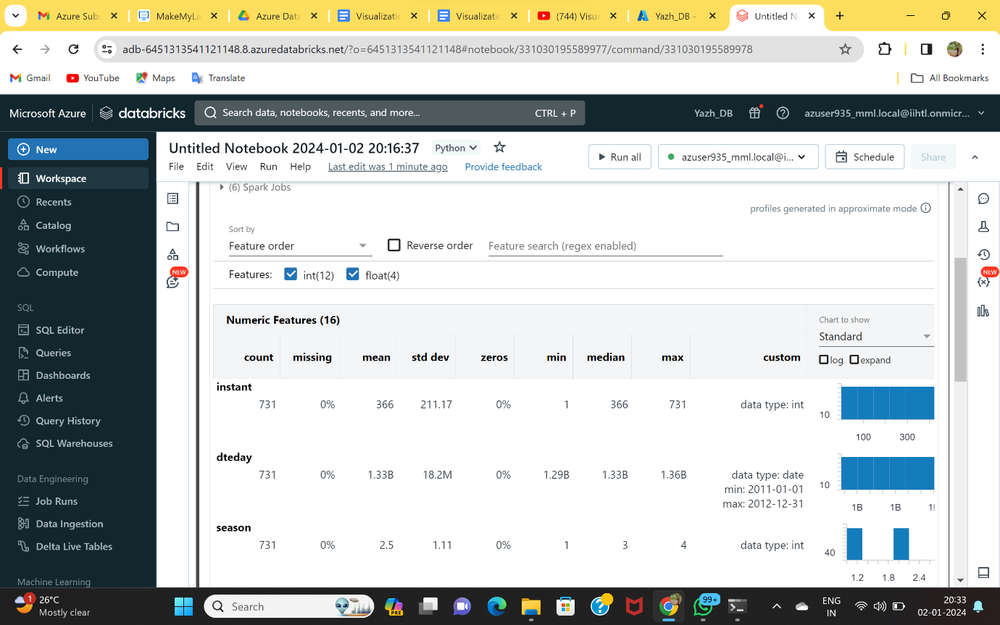 Azure Subs
MakeMyLa
Azure Data
Visualizatio
Visualizatio
(744) Visua
Yazh_DB -
Untitled N
adb-6451313541121148.8.azuredatabricks.net/?o=6451313541121148#notebook/331030195589977/command/331030195589978
Gmail
YouTube
Maps
Translate
All Bookmarks
Microsoft Azure
databricks
Search data, notebooks, recents, and more...
CTRL + P
Yazh_DB
azuser935_mml.local@iihtl.onmicr...
New
Workspace
Recents
Catalog
Workflows
Compute
SQL
SQL Editor
Queries
Dashboards
Alerts
Query History
SQL Warehouses
Data Engineering
Job Runs
Data Ingestion
Delta Live Tables
Machine Learning
Untitled Notebook 2024-01-02 20:16:37
Python
File Edit View Run Help Last edit was 1 minute ago Provide feedback
Run all
azuser935_mml.local@i...
Schedule
Share
NEW
NEW
(6) Spark Jobs
profiles generated in approximate mode
Sort by
Feature order
Reverse order
Feature search (regex enabled)
Features: int(12) float(4)
Numeric Features (16)
Chart to show
Standard
log expand
count missing mean std dev zeros min median max custom
instant
731 0% 366 211.17 0% 1 366 731 data type: int
10
100 300
dteday
731 0% 1.33B 18.2M 0% 1.29B 1.33B 1.36B data type: date
min: 2011-01-01
max: 2012-12-31
10
1B 1B
season
731 0% 2.5 1.11 0% 1 3 4 data type: int
40
1.2 1.8 2.4
1
26°C
Mostly clear
Search
PRE
99+
ENG
IN
20:33
02-01-2024